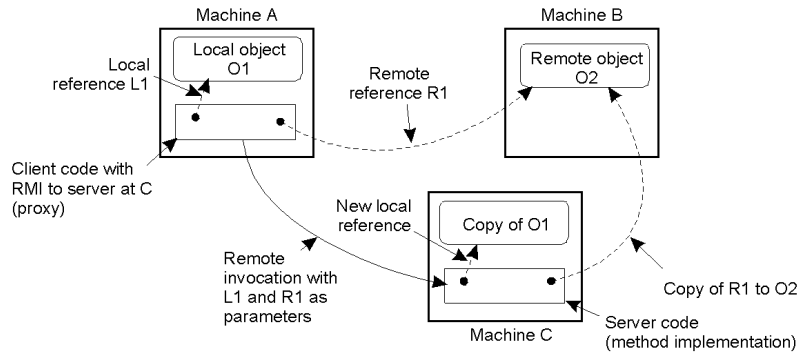 Machine A
Machine B
Local object
O1
Local
reference L1
Remote
reference R1
Remote object
O2
Client code with
RMI to server at C
(proxy)
New local
reference
Copy of O1
Remote
invocation with
L1 and R1 as
parameters
Copy of R1 to O2
Server code
(method implementation)
Machine C